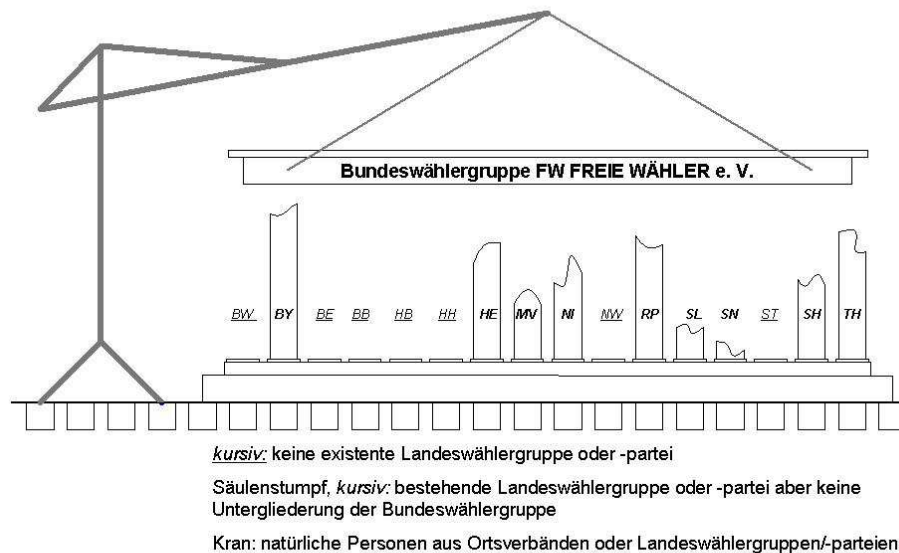 Bundeswählergruppe FW FREIE WÄHLER e. V.
BW BY BE BB HB HH HE MV NI NW RP SL SN ST SH TH
kursiv: keine existente Landeswählergruppe oder -partei
Säulenstumpf, kursiv: bestehende Landeswählergruppe oder -partei aber keine
Untergliederung der Bundeswählergruppe
Kran: natürliche Personen aus Ortsverbänden oder Landeswählergruppen/-parteien